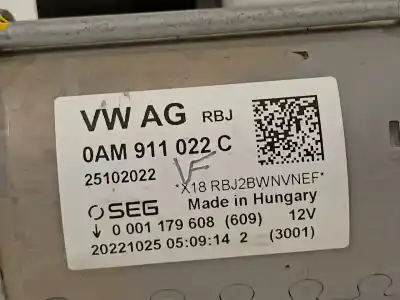 VW AG RBJ
0AM 911 022 C
25102022
VF
*X18 RBJ2BWNVNEF*
Made in Hungary
SEG
↓ 0 001 179 608 (609) 12V
20221025 05:09:14 2 (3001)